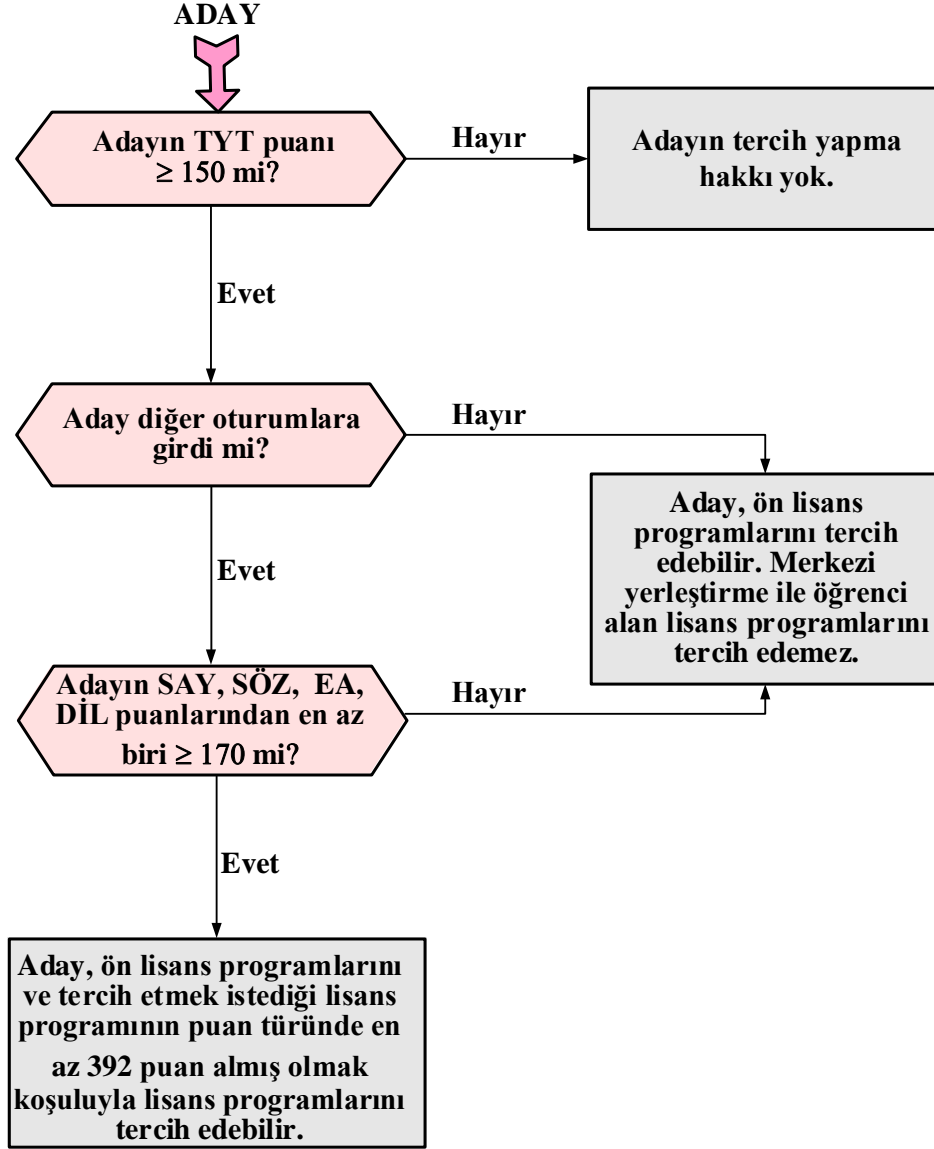 ADAY
Adayın TYT puanı
≥ 150 mi?
Hayır
Adayın tercih yapma
hakkı yok.
Evet
Aday diğer oturumlara
girdi mi?
Hayır
Aday, ön lisans
programlarını tercih
edebilir. Merkezi
yerleştirme ile öğrenci
alan lisans programlarını
tercih edemez.
Evet
Adayın SAY, SÖZ, EA,
DİL puanlarından en az
biri ≥ 170 mi?
Hayır
Evet
Aday, ön lisans programlarını
ve tercih etmek istediği lisans
programının puan türünde en
az 392 puan almış olmak
koşuluyla lisans programlarını
tercih edebilir.